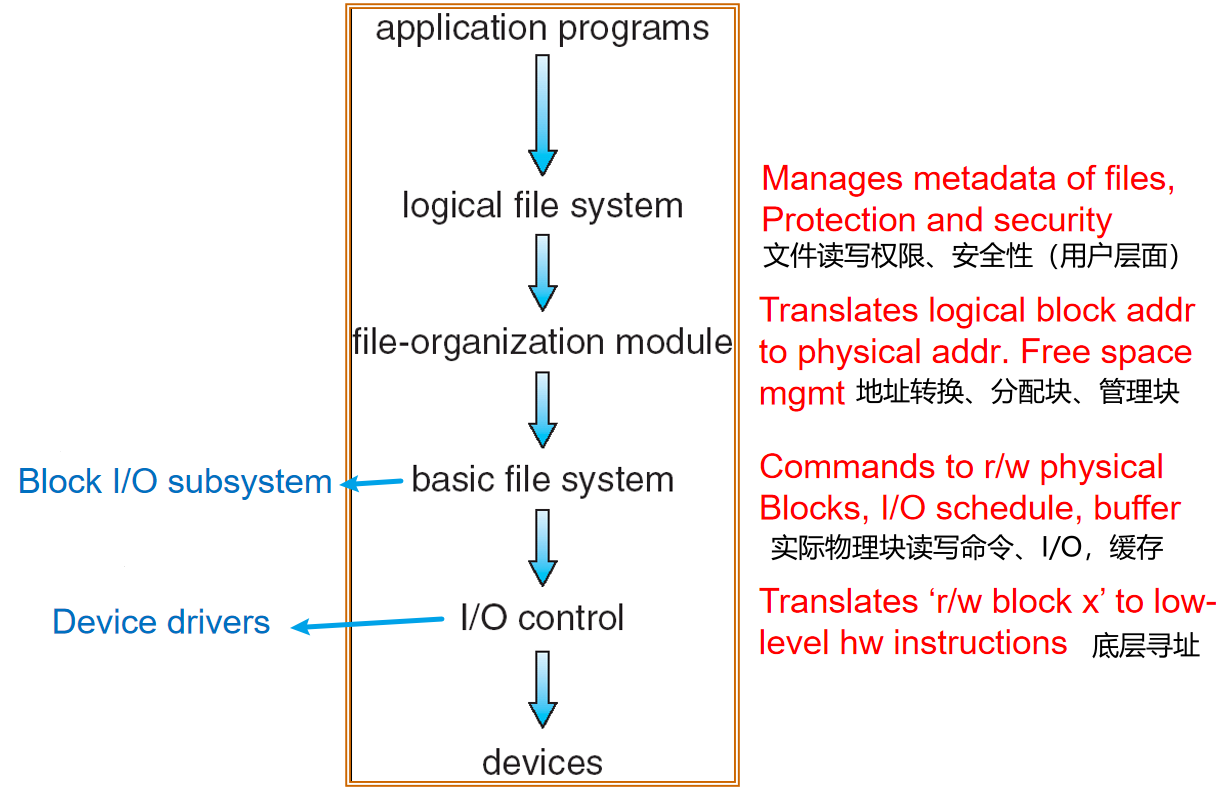 application programs
logical file system
Manages metadata of files,
Protection and security
文件读写权限、安全性（用户层面）
file-organization module
Translates logical block addr
to physical addr. Free space
mgmt 地址转换、分配块、管理块
Block I/O subsystem
basic file system
Commands to r/w physical
Blocks, I/O schedule, buffer
实际物理块读写命令、I/O，缓存
Device drivers
I/O control
Translates ‘r/w block x’ to low-
level hw instructions 底层寻址
devices